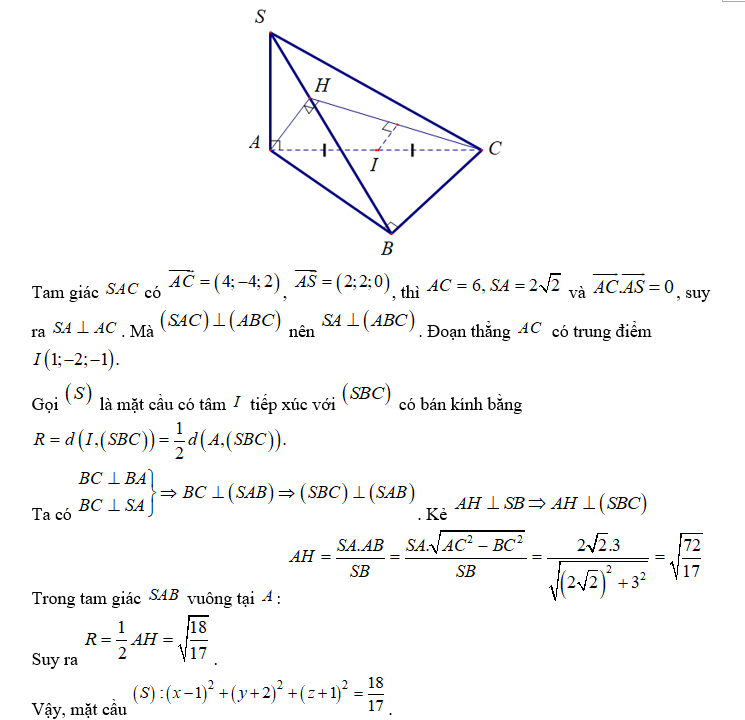 S
H
A
I
C
B
Tam giác SAC có $\overrightarrow{AC}=(4;-4;2)$, $\overrightarrow{AS}=(2;2;0)$, thì $AC=6, SA=2\sqrt{2}$ và $\overrightarrow{AC}.\overrightarrow{AS}=0$, suy
ra $SA \perp AC$. Mà $(SAC)\perp(ABC)$ nên $SA\perp(ABC)$. Đoạn thẳng $AC$ có trung điểm
$I(1;-2;-1)$.
Gọi $(S)$ là mặt cầu có tâm $I$ tiếp xúc với $(SBC)$ có bán kính bằng
$R=d(I,(SBC))=\frac{1}{2}d(A,(SBC))$.
Ta có $\left.\begin{matrix}BC\perp BA\\BC\perp SA\end{matrix}\right\}\Rightarrow BC\perp(SAB)\Rightarrow(SBC)\perp(SAB)$. Kẻ $AH\perp SB\Rightarrow AH\perp(SBC)$
Trong tam giác $SAB$ vuông tại $A$: $AH=\frac{SA.AB}{SB}=\frac{SA.\sqrt{AC^2-BC^2}}{SB}=\frac{2\sqrt{2}.3}{\sqrt{(2\sqrt{2})^2+3^2}}=\sqrt{\frac{72}{17}}$
Suy ra $R=\frac{1}{2}AH=\sqrt{\frac{18}{17}}$.
Vậy, mặt cầu $(S):(x-1)^2+(y+2)^2+(z+1)^2=\frac{18}{17}$.